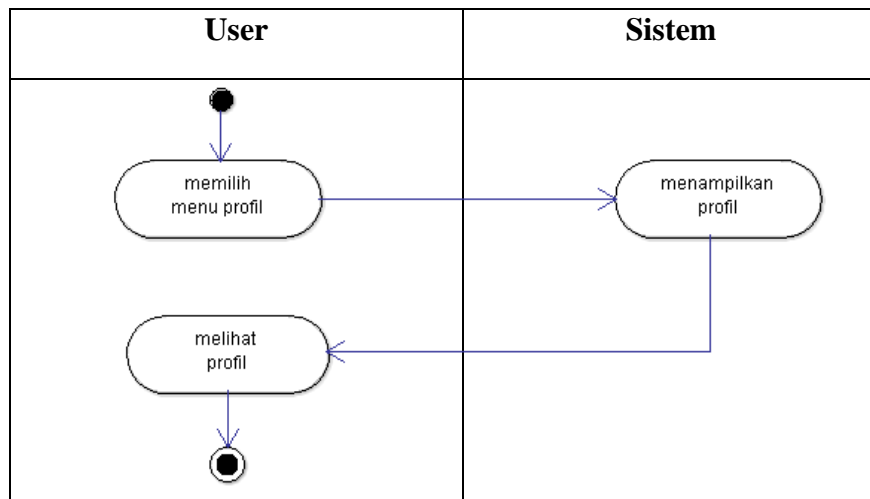 User
Sistem
memilih
menu profil
menampilkan
profil
melihat
profil